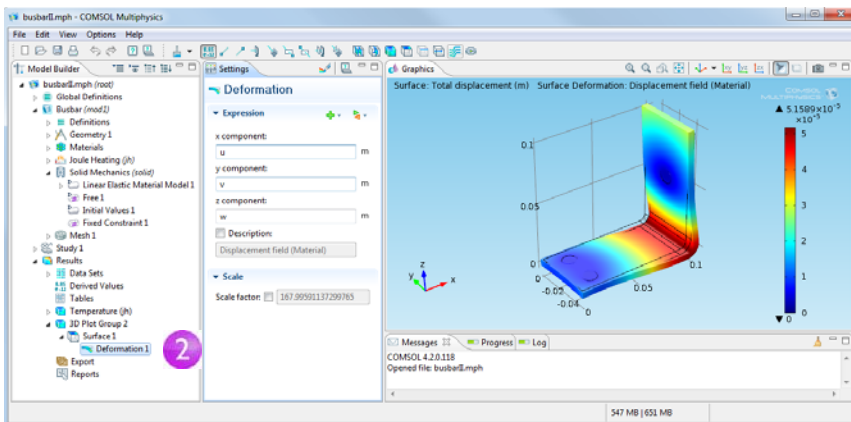 busbarII.mph - COMSOL Multiphysics
File Edit View Options Help
Model Builder
busbarII.mph (root)
Global Definitions
Busbar (mod1)
Definitions
Geometry 1
Materials
Joule Heating (jh)
Solid Mechanics (solid)
Linear Elastic Material Model 1
Free 1
Initial Values 1
Fixed Constraint 1
Mesh 1
Study 1
Results
Data Sets
Derived Values
Tables
Temperature (jh)
3D Plot Group 2
Surface 1
Deformation 1
2
Export
Reports
Settings
Deformation
Expression
x component:
u m
y component:
v m
z component:
w m
Description:
Displacement field (Material)
Scale
Scale factor: 167.99591137299765
Graphics
Surface: Total displacement (m) Surface Deformation: Displacement field (Material)
COMSOL
MULTIPHYSICS
▲ 5.1589×10⁻⁵
×10⁻⁵
5
4
3
2
1
0
▼ 0
0.1
0.05
0
0
-0.02
-0.04
0
0.05
0.1
z
y
x
Messages Progress Log
COMSOL 4.2.0.118
Opened file: busbarII.mph
547 MB | 651 MB